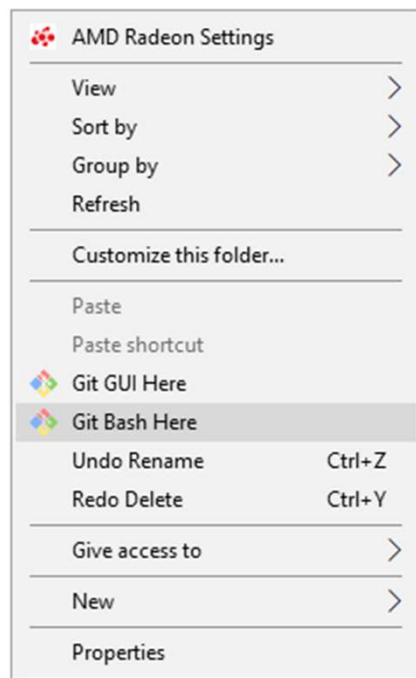 AMD Radeon Settings
View
Sort by
Group by
Refresh
Customize this folder...
Paste
Paste shortcut
Git GUI Here
Git Bash Here
Undo Rename Ctrl+Z
Redo Delete Ctrl+Y
Give access to
New
Properties